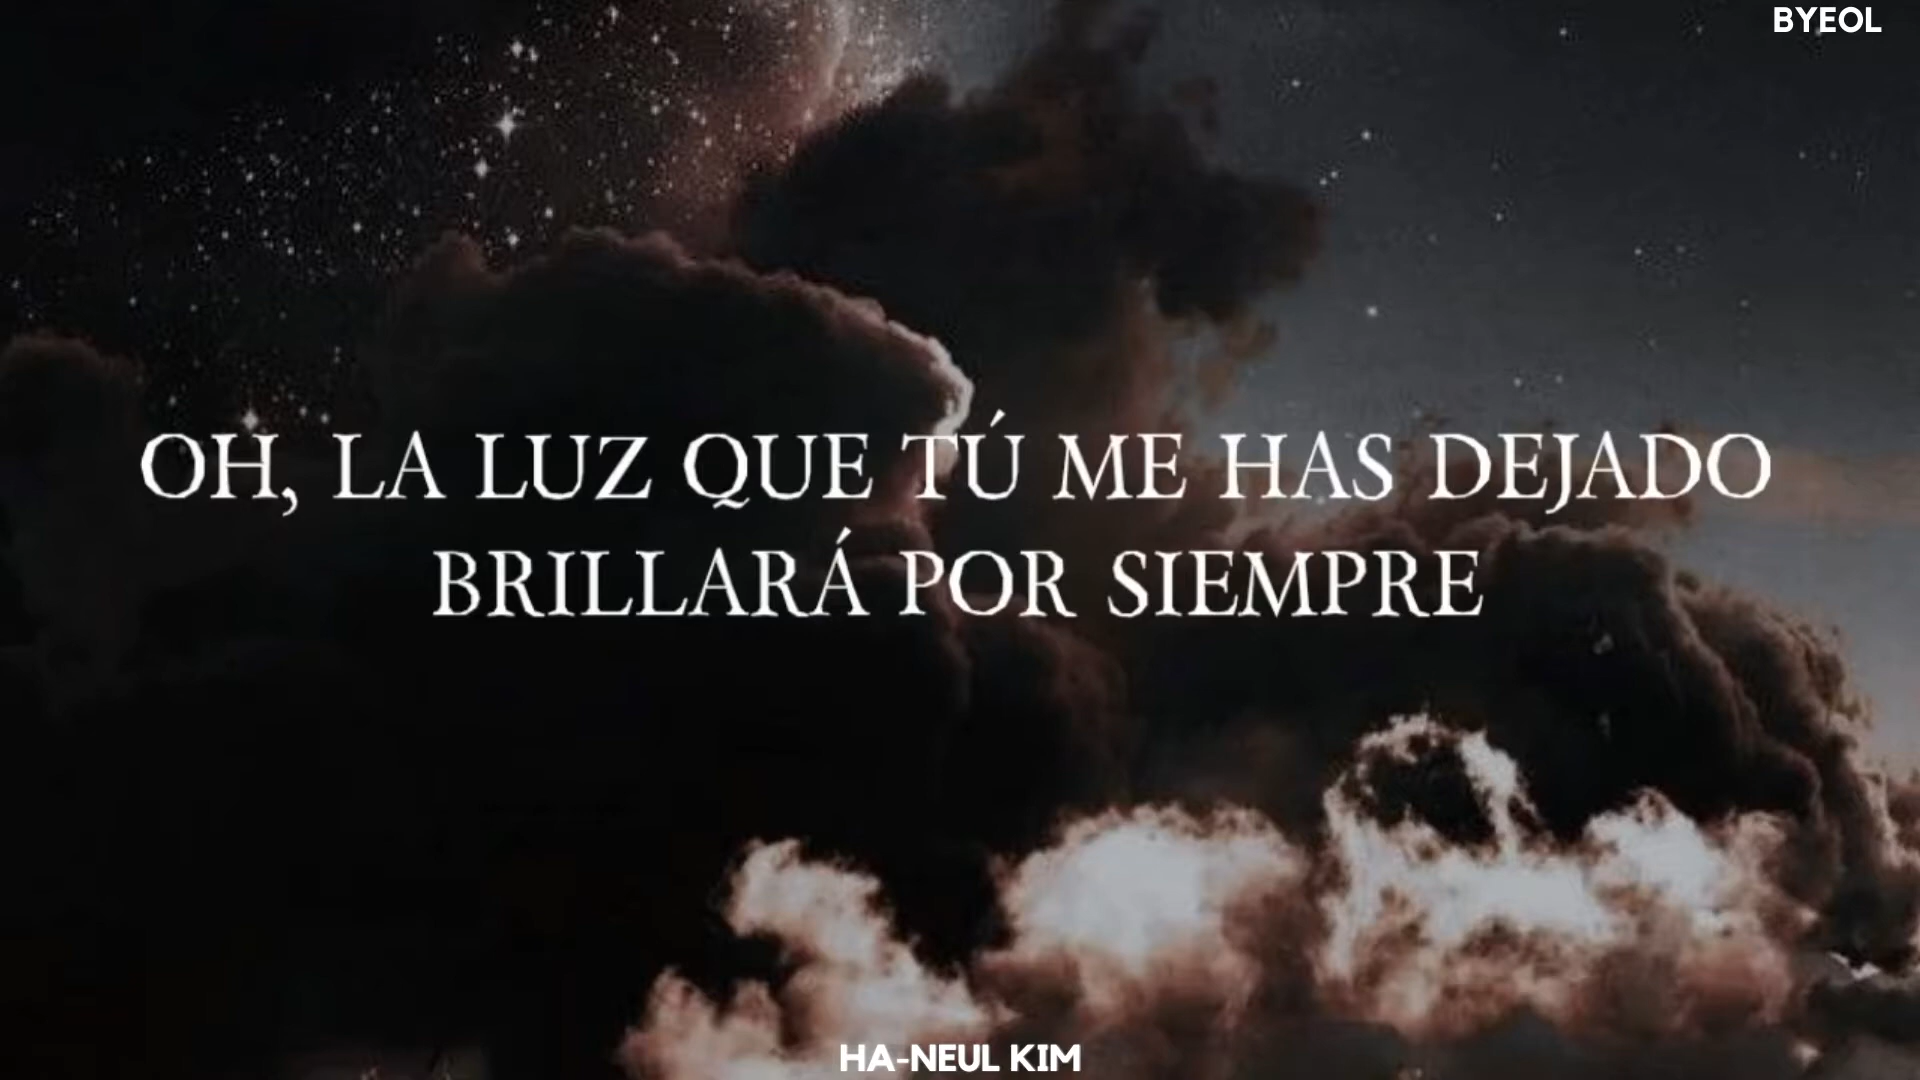 BYEOL
OH, LA LUZ QUE TÚ ME HAS DEJADO
BRILLARÁ POR SIEMPRE
HA-NEUL KIM